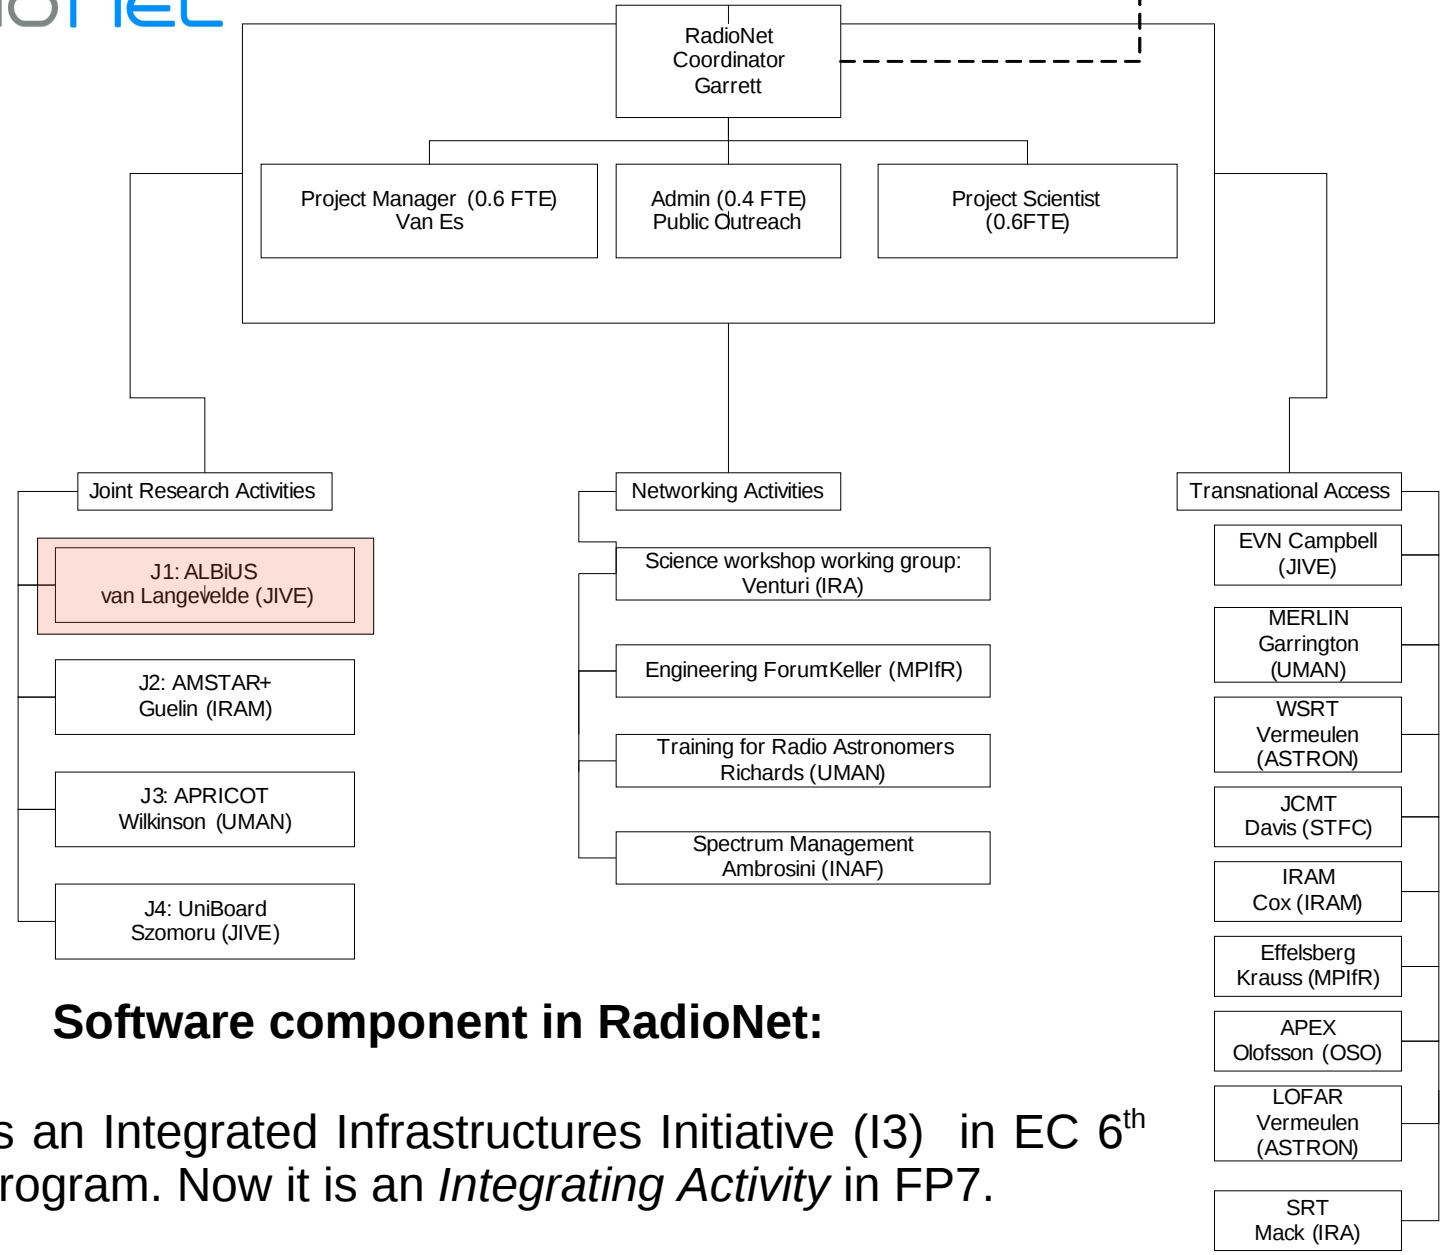 RadioNet
Coordinator
Garrett
Project Manager (0.6 FTE)
Van Es
Admin (0.4 FTE)
Public Outreach
Project Scientist
(0.6FTE)
Joint Research Activities
J1: ALBiUS
van Langevelde (JIVE)
J2: AMSTAR+
Guelin (IRAM)
J3: APRICOT
Wilkinson (UMAN)
J4: UniBoard
Szomoru (JIVE)
Networking Activities
Science workshop working group:
Venturi (IRA)
Engineering Forum: Keller (MPIfR)
Training for Radio Astronomers
Richards (UMAN)
Spectrum Management
Ambrosini (INAF)
Transnational Access
EVN Campbell
(JIVE)
MERLIN
Garrington
(UMAN)
WSRT
Vermeulen
(ASTRON)
JCMT
Davis (STFC)
IRAM
Cox (IRAM)
Effelsberg
Krauss (MPIfR)
APEX
Olofsson (OSO)
LOFAR
Vermeulen
(ASTRON)
SRT
Mack (IRA)
Software component in RadioNet:
s an Integrated Infrastructures Initiative (I3) in EC 6th
rogram. Now it is an Integrating Activity in FP7.